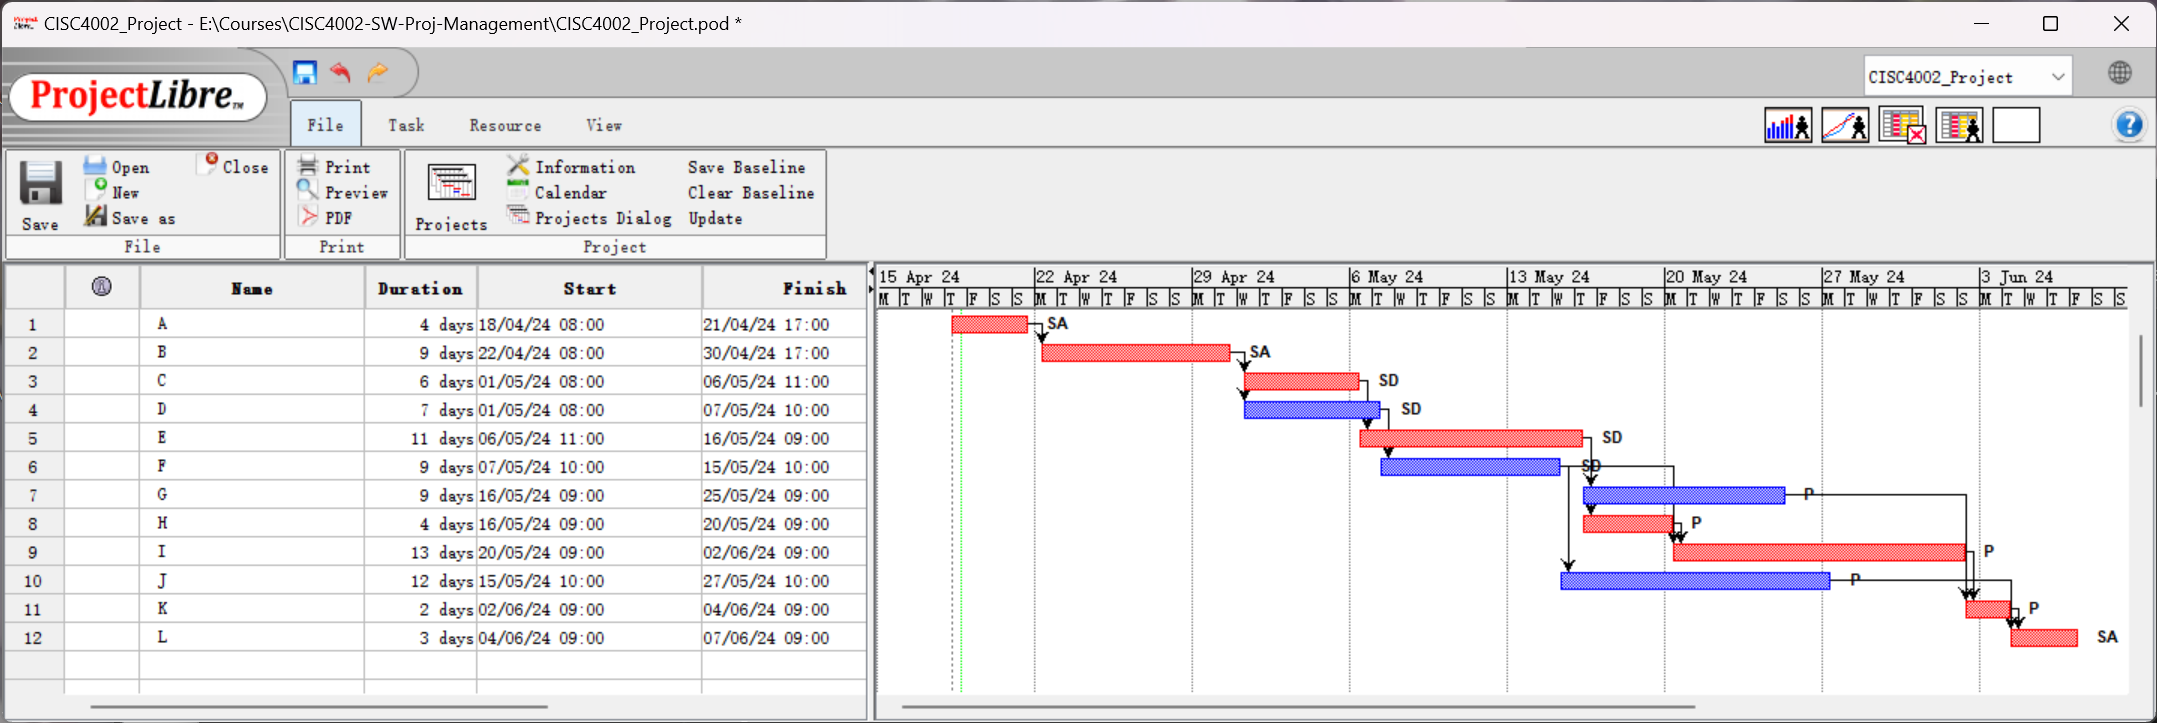 CISC4002_Project - E:\Courses\CISC4002-SW-Proj-Management\CISC4002_Project.pod *
ProjectLibre™
CISC4002_Project
File Task Resource View
Save
Open
New
Save as
Close
File
Print
Preview
PDF
Print
Projects
Information
Calendar
Projects Dialog
Save Baseline
Clear Baseline
Update
Project
Name Duration Start Finish
1 A 4 days 18/04/24 08:00 21/04/24 17:00
2 B 9 days 22/04/24 08:00 30/04/24 17:00
3 C 6 days 01/05/24 08:00 06/05/24 11:00
4 D 7 days 01/05/24 08:00 07/05/24 10:00
5 E 11 days 06/05/24 11:00 16/05/24 09:00
6 F 9 days 07/05/24 10:00 15/05/24 10:00
7 G 9 days 16/05/24 09:00 25/05/24 09:00
8 H 4 days 16/05/24 09:00 20/05/24 09:00
9 I 13 days 20/05/24 09:00 02/06/24 09:00
10 J 12 days 15/05/24 10:00 27/05/24 10:00
11 K 2 days 02/06/24 09:00 04/06/24 09:00
12 L 3 days 04/06/24 09:00 07/06/24 09:00
15 Apr 24 22 Apr 24 29 Apr 24 6 May 24 13 May 24 20 May 24 27 May 24 3 Jun 24
M T W T F S S M T W T F S S M T W T F S S M T W T F S S M T W T F S S M T W T F S S M T W T F S S M T W T F S S
SA
SA
SD
SD
SD
SD
P
P
P
P
P
SA